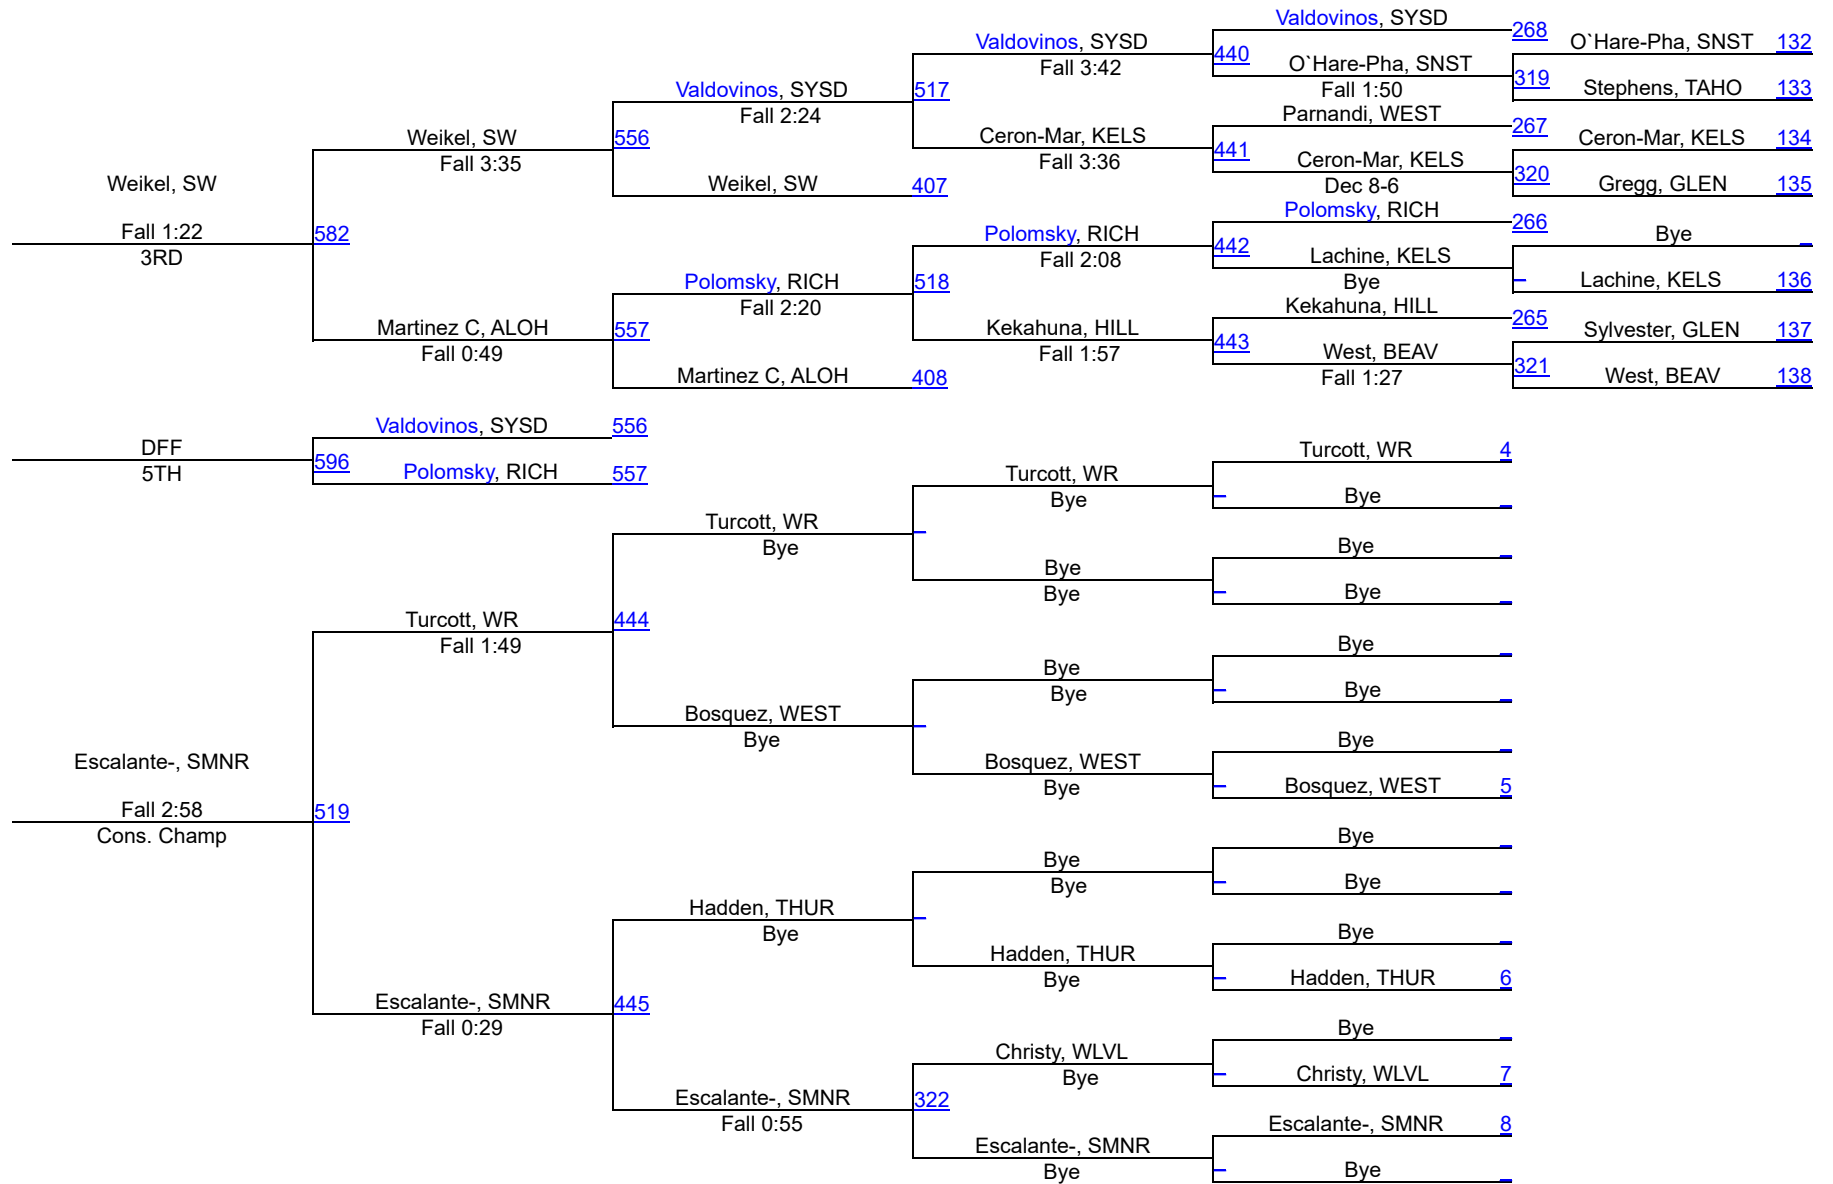 Valdovinos, SYSD
268
O`Hare-Pha, SNST 132
Valdovinos, SYSD
Fall 3:42
440
O`Hare-Pha, SNST
Fall 1:50
319
Stephens, TAHO 133
Valdovinos, SYSD
Fall 2:24
517
Parnandi, WEST
267
Ceron-Mar, KELS 134
Weikel, SW
Fall 3:35
556
Ceron-Mar, KELS
Fall 3:36
441
Ceron-Mar, KELS
Dec 8-6
320
Gregg, GLEN 135
Weikel, SW
Fall 1:22
3RD
582
Weikel, SW 407
Polomsky, RICH
266
Bye
Polomsky, RICH
Fall 2:08
442
Lachine, KELS
Bye
Lachine, KELS 136
Polomsky, RICH
Fall 2:20
518
Kekahuna, HILL
265
Sylvester, GLEN 137
Martinez C, ALOH
Fall 0:49
557
Kekahuna, HILL
Fall 1:57
443
West, BEAV
Fall 1:27
321
West, BEAV 138
Martinez C, ALOH 408
Valdovinos, SYSD 556
DFF
5TH
596
Polomsky, RICH 557
Turcott, WR 4
Turcott, WR
Bye
Bye
Turcott, WR
Bye
Bye
Bye
Bye
Bye
Turcott, WR
Fall 1:49
444
Bye
Bye
Bye
Bye
Bosquez, WEST
Bye
Bye
Bosquez, WEST
Bye
Bosquez, WEST 5
Escalante-, SMNR
Fall 2:58
Cons. Champ
519
Bye
Bye
Bye
Bye
Hadden, THUR
Bye
Bye
Hadden, THUR
Bye
Hadden, THUR 6
Escalante-, SMNR
Fall 0:29
445
Bye
Christy, WLVL
Bye
Christy, WLVL 7
Escalante-, SMNR
Fall 0:55
322
Escalante-, SMNR 8
Escalante-, SMNR
Bye
Bye